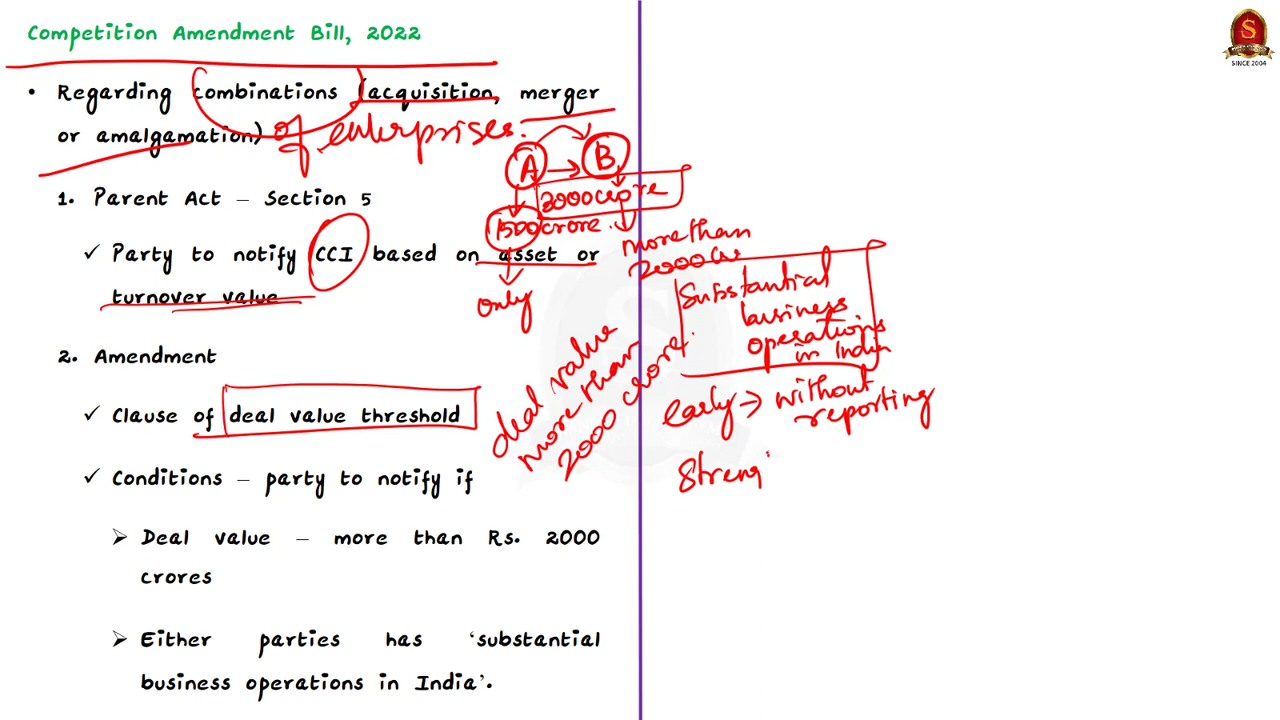 Competition Amendment Bill, 2022
• Regarding combinations (acquisition, merger
or amalgamation) of enterprises.
A → B
2000 crore
1500 crore.
more than
2000 cr
only
1. Parent Act – Section 5
✓ Party to notify CCI based on asset or
turnover value
2. Amendment
✓ Clause of deal value threshold
deal value
more than
2000 crore.
✓ Conditions – party to notify if
➢ Deal value – more than Rs. 2000
crores
➢ Either parties has 'substantial
business operations in India'.
Substantial
business
operations
in India
early → without
reporting
Streng
S
SINCE 2004